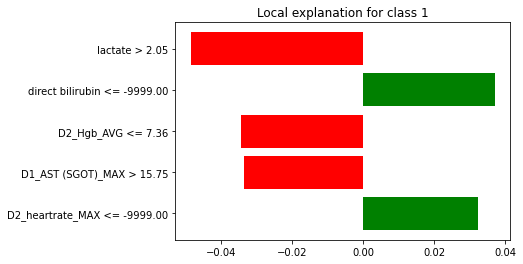 Local explanation for class 1
lactate > 2.05
direct bilirubin <= -9999.00
D2_Hgb_AVG <= 7.36
D1_AST (SGOT)_MAX > 15.75
D2_heartrate_MAX <= -9999.00
−0.04 −0.02 0.00 0.02 0.04